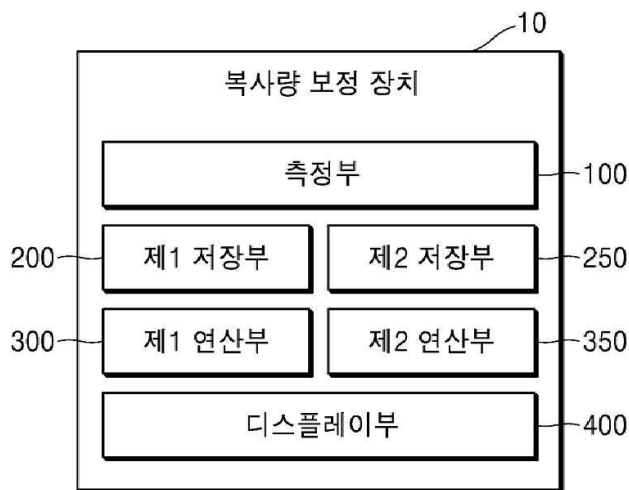 10
복사량 보정 장치
측정부 100
200 제1 저장부 제2 저장부 250
300 제1 연산부 제2 연산부 350
디스플레이부 400